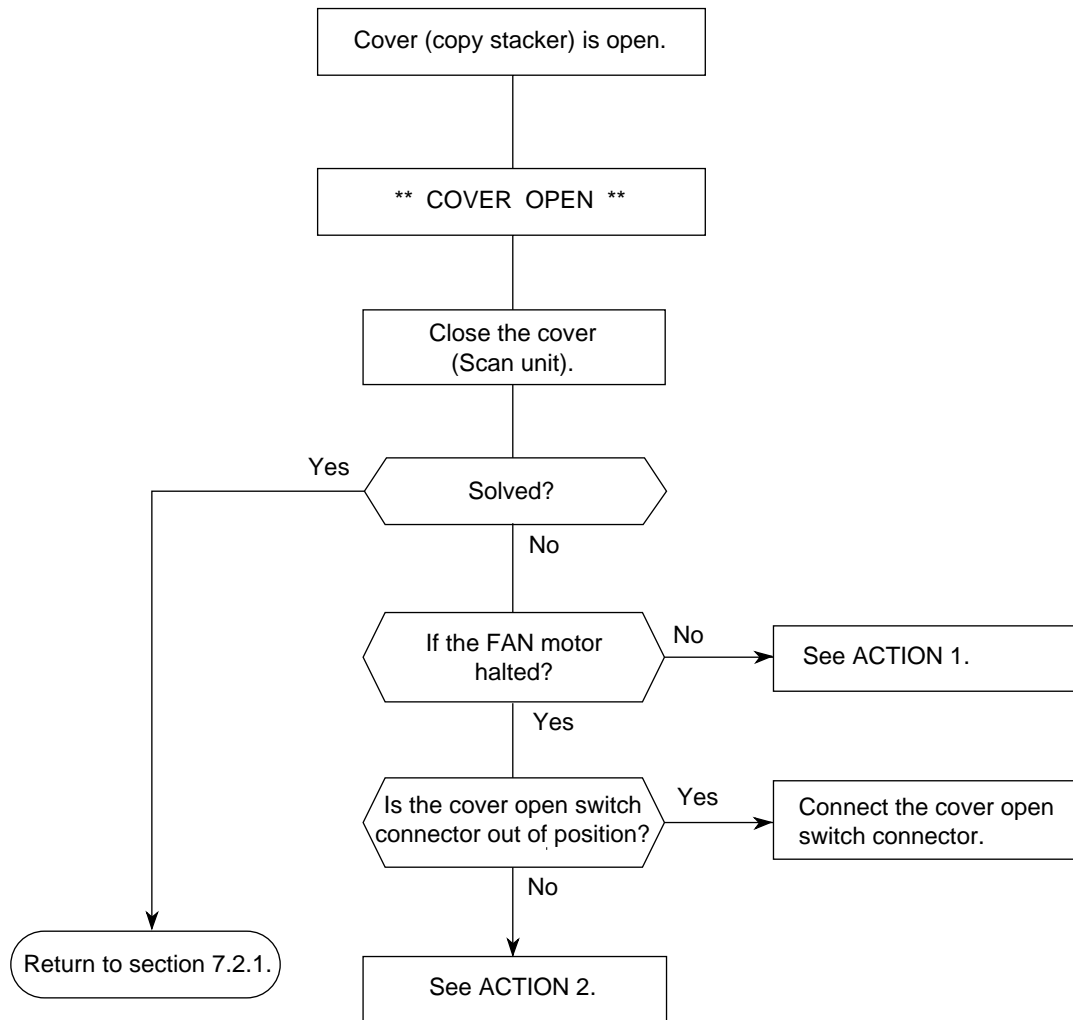 Cover (copy stacker) is open.
** COVER OPEN **
Close the cover
(Scan unit).
Yes
Solved?
No
If the FAN motor
halted?
No
See ACTION 1.
Yes
Is the cover open switch
connector out of position?
Yes
Connect the cover open
switch connector.
No
Return to section 7.2.1.
See ACTION 2.